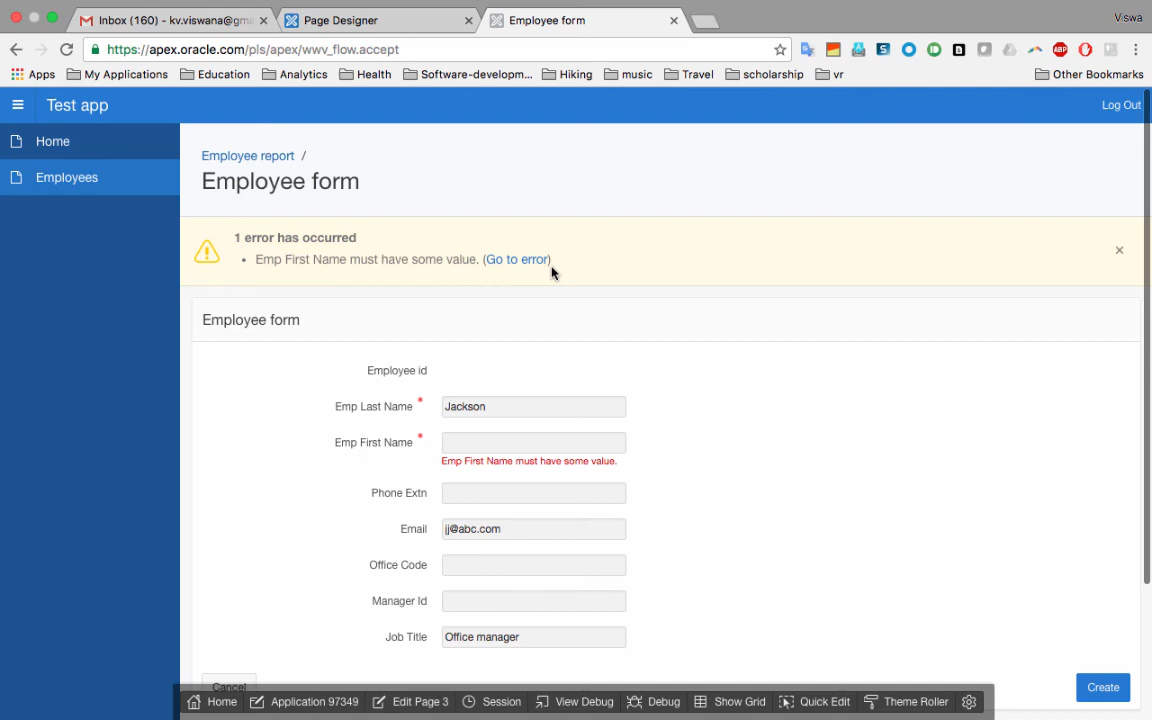 Inbox (160) - kv.viswana@gma
Page Designer
Employee form
Viswa
https://apex.oracle.com/pls/apex/wwv_flow.accept
Apps
My Applications
Education
Analytics
Health
Software-developm...
Hiking
music
Travel
scholarship
vr
Other Bookmarks
Test app
Log Out
Home
Employees
Employee report /
Employee form
1 error has occurred
• Emp First Name must have some value. (Go to error)
Employee form
Employee id
Emp Last Name * Jackson
Emp First Name *
Emp First Name must have some value.
Phone Extn
Email jj@abc.com
Office Code
Manager Id
Job Title Office manager
Cancel
Create
Home
Application 97349
Edit Page 3
Session
View Debug
Debug
Show Grid
Quick Edit
Theme Roller